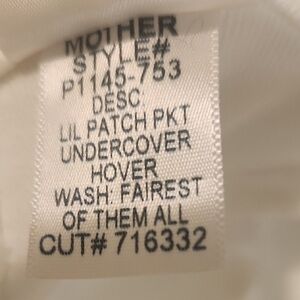 MOTHER
STYLE#
P1145-753
DESC:
LIL PATCH PKT
UNDERCOVER
HOVER
WASH: FAIREST
OF THEM ALL
CUT# 716332